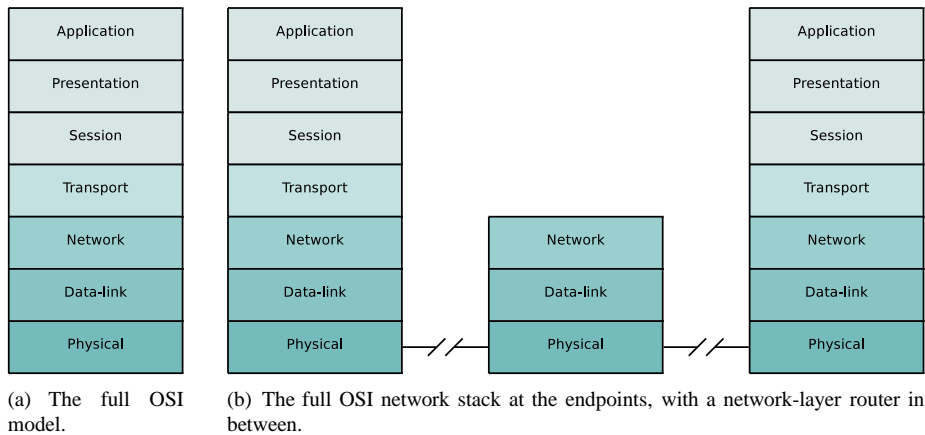 Application
Presentation
Session
Transport
Network
Data-link
Physical
(a) The full OSI
model.
Application
Presentation
Session
Transport
Network
Data-link
Physical
Network
Data-link
Physical
Application
Presentation
Session
Transport
Network
Data-link
Physical
(b) The full OSI network stack at the endpoints, with a network-layer router in
between.